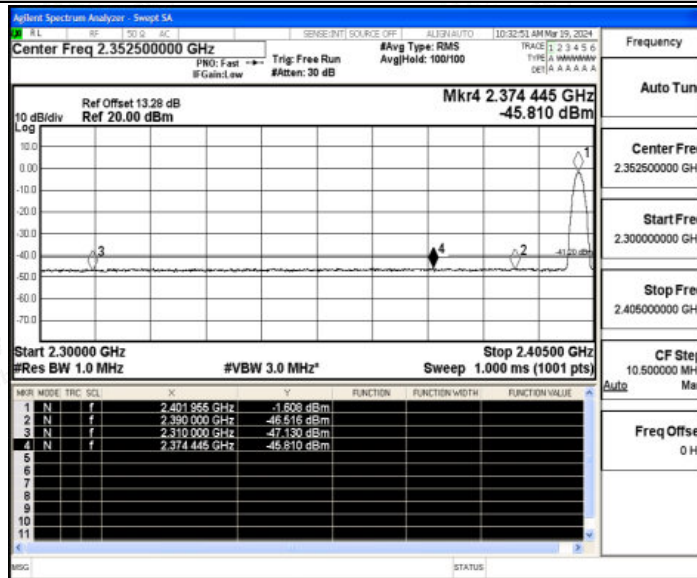 Agilent Spectrum Analyzer - Swept SA
RL RF 50 Ω AC SENSE:INT SOURCE OFF ALIGN AUTO 10:32:51 AM Mar 19, 2024
Center Freq 2.352500000 GHz
PNO: Fast
IFGain:Low
Trig: Free Run
#Atten: 30 dB
#Avg Type: RMS
Avg|Hold: 100/100
TRACE 1 2 3 4 5 6
TYPE A WWWWW
DET A A A A A A
Mkr4 2.374 445 GHz
-45.810 dBm
Ref Offset 13.28 dB
10 dB/div Ref 20.00 dBm
Log
10.0
0.00
-10.0
-20.0
-30.0
-40.0
-50.0
-60.0
-70.0
1
2
3
4
-41.20 dBm
Start 2.30000 GHz Stop 2.40500 GHz
#Res BW 1.0 MHz #VBW 3.0 MHz* Sweep 1.000 ms (1001 pts)
MKR MODE TRC SCL X Y FUNCTION FUNCTION WIDTH FUNCTION VALUE
1 N f 2.401 955 GHz -1.608 dBm
2 N f 2.390 000 GHz -46.516 dBm
3 N f 2.310 000 GHz -47.130 dBm
4 N f 2.374 445 GHz -45.810 dBm
5
6
7
8
9
10
11
MSG STATUS
Frequency
Auto Tun
Center Fre
2.352500000 GH
Start Fre
2.300000000 GH
Stop Fre
2.405000000 GH
CF Step
10.500000 MH
Auto Ma
Freq Offse
0 H